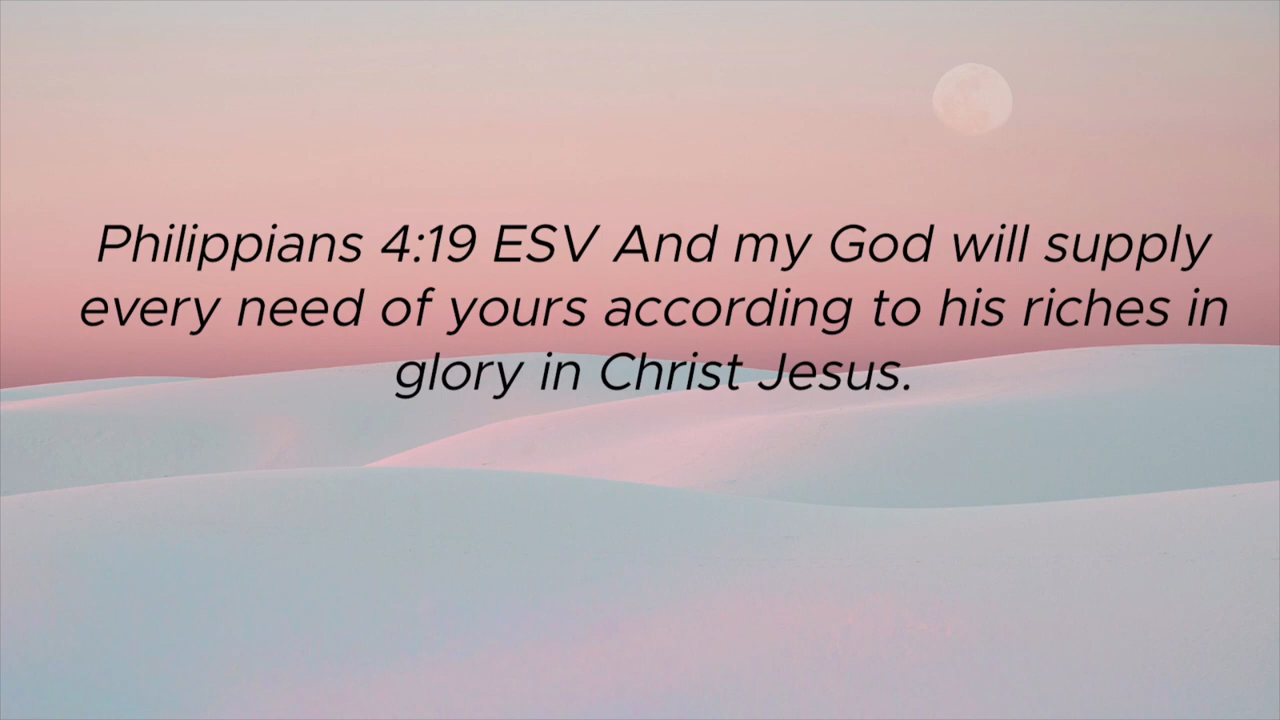 Philippians 4:19 ESV And my God will supply
every need of yours according to his riches in
glory in Christ Jesus.